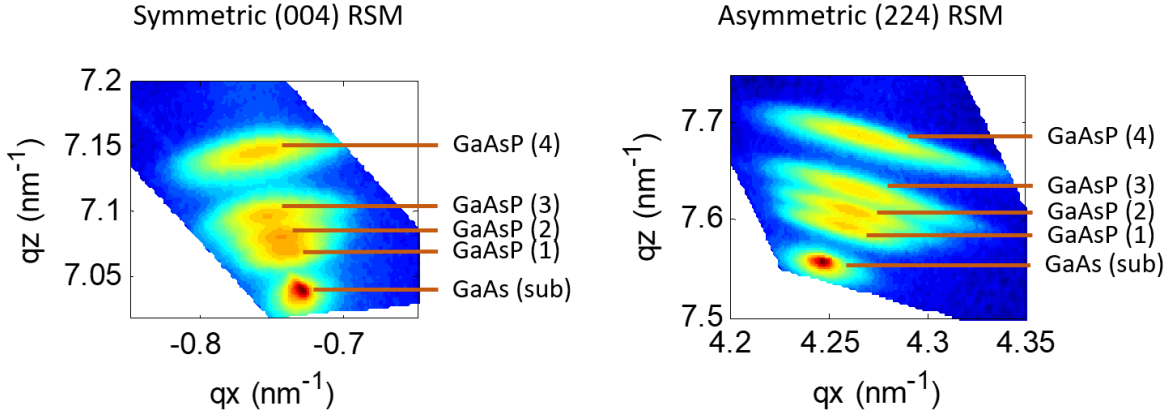 Symmetric (004) RSM
7.2
7.15
7.1
7.05
qz (nm-1)
-0.8
-0.7
qx (nm-1)
GaAsP (4)
GaAsP (3)
GaAsP (2)
GaAsP (1)
GaAs (sub)
Asymmetric (224) RSM
7.7
7.6
7.5
qz (nm-1)
4.2
4.25
4.3
4.35
qx (nm-1)
GaAsP (4)
GaAsP (3)
GaAsP (2)
GaAsP (1)
GaAs (sub)